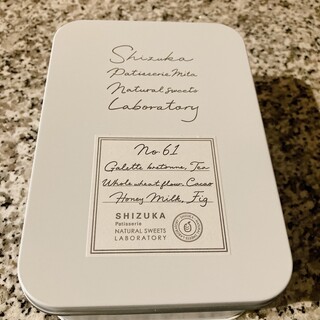 Shizuka
Patisserie Mita
Natural Sweets
Laboratory
No 61
Galette bretonne, Tea
Whole wheat flour, Cacao
Honey Milk, Fig
SHIZUKA
Patisserie
NATURAL SWEETS
LABORATORY